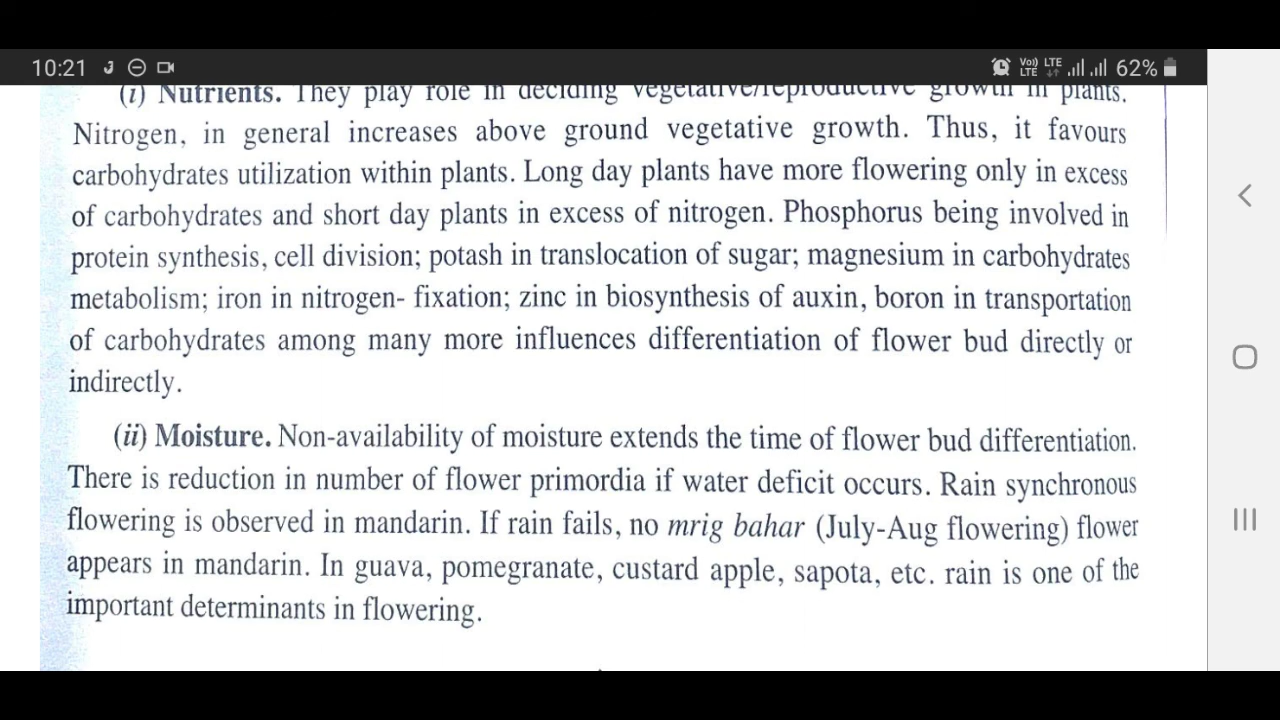 10:21
Vo) LTE LTE 62%
(i) Nutrients. They play role in deciding vegetative/reproductive growth in plants.
Nitrogen, in general increases above ground vegetative growth. Thus, it favours
carbohydrates utilization within plants. Long day plants have more flowering only in excess
of carbohydrates and short day plants in excess of nitrogen. Phosphorus being involved in
protein synthesis, cell division; potash in translocation of sugar; magnesium in carbohydrates
metabolism; iron in nitrogen- fixation; zinc in biosynthesis of auxin, boron in transportation
of carbohydrates among many more influences differentiation of flower bud directly or
indirectly.
(ii) Moisture. Non-availability of moisture extends the time of flower bud differentiation.
There is reduction in number of flower primordia if water deficit occurs. Rain synchronous
flowering is observed in mandarin. If rain fails, no mrig bahar (July-Aug flowering) flower
appears in mandarin. In guava, pomegranate, custard apple, sapota, etc. rain is one of the
important determinants in flowering.